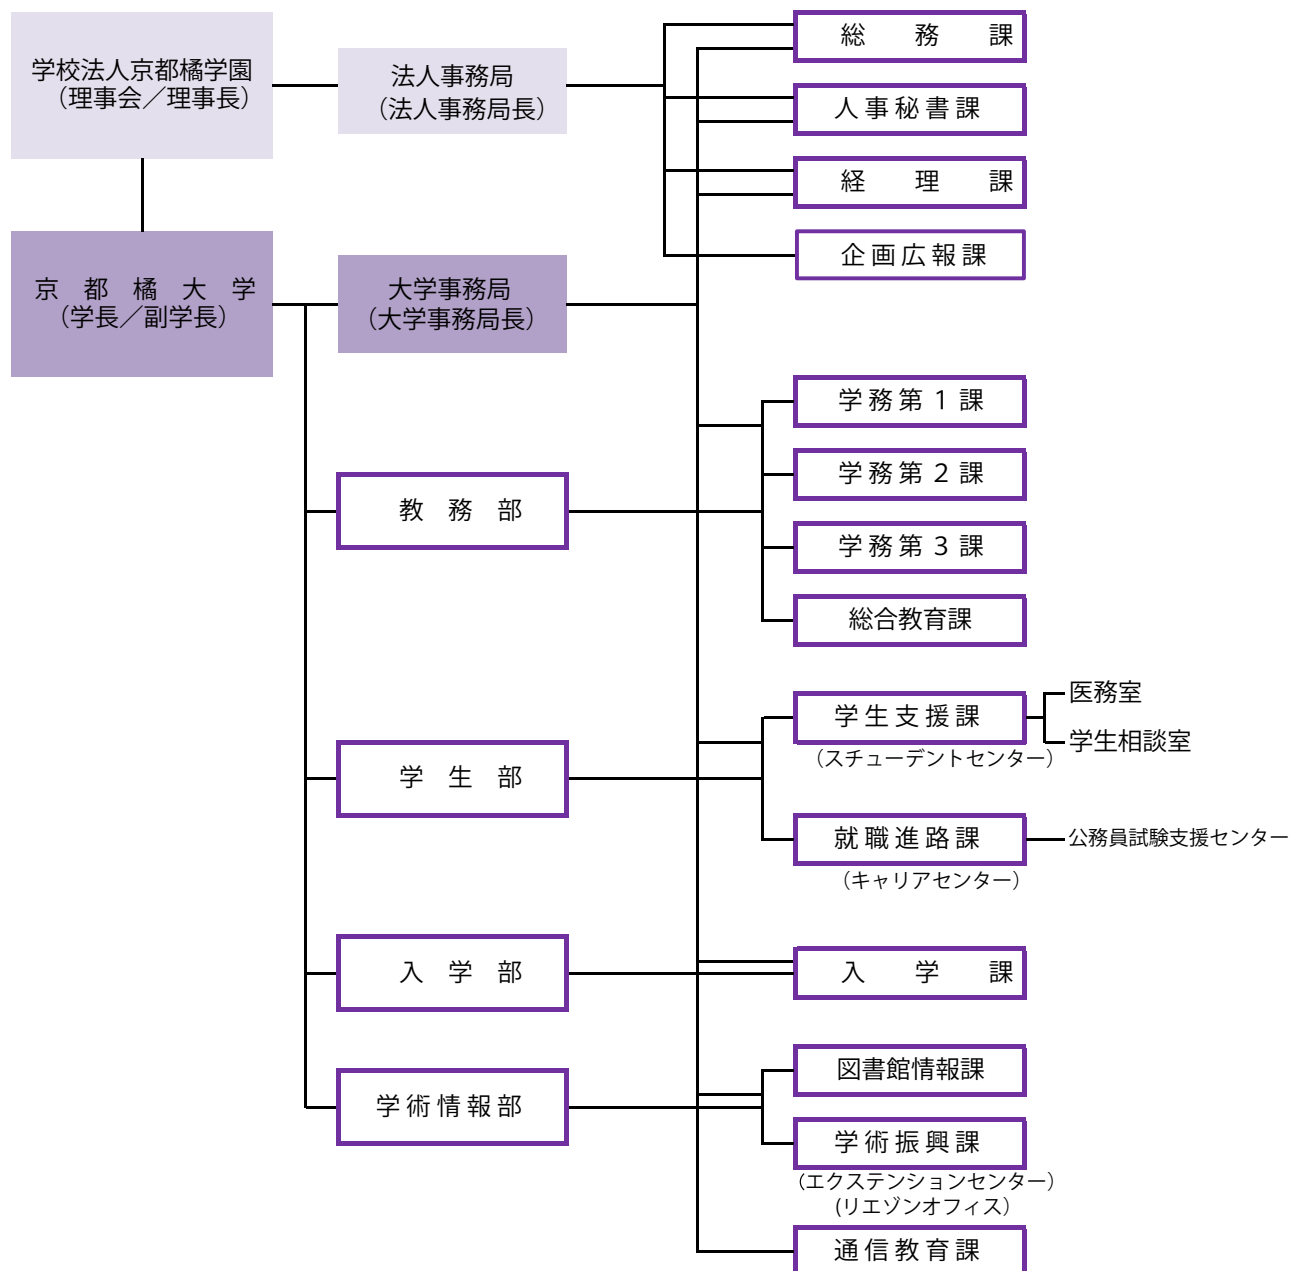 学校法人京都橘学園
（理事会／理事長）
法人事務局
（法人事務局長）
総務課
人事秘書課
経理課
企画広報課
京都橘大学
（学長／副学長）
大学事務局
（大学事務局長）
教務部
学務第1課
学務第2課
学務第3課
総合教育課
学生部
学生支援課
（スチューデントセンター）
医務室
学生相談室
就職進路課
（キャリアセンター）
公務員試験支援センター
入学部
入学課
学術情報部
図書館情報課
学術振興課
（エクステンションセンター）
（リエゾンオフィス）
通信教育課